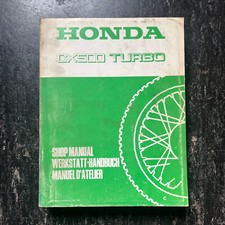 HONDA
CX500 TURBO
SHOP MANUAL
WERKSTATT-HANDBUCH
MANUEL D'ATELIER